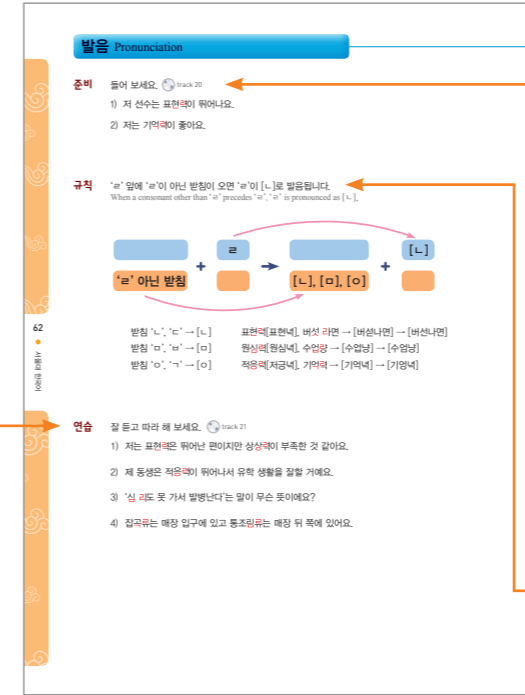 발음 Pronunciation
준비 들어 보세요. track 20
1) 저 선수는 표현력이 뛰어나요.
2) 저는 기억력이 좋아요.
규칙 'ㄹ' 앞에 'ㄹ'이 아닌 받침이 오면 'ㄹ'이 [ㄴ]로 발음됩니다.
When a consonant other than 'ㄹ' precedes 'ㄹ', 'ㄹ' is pronounced as [ㄴ].
ㄹ [ㄴ]
+ → +
'ㄹ' 아닌 받침 [ㄴ], [ㅁ], [ㅇ]
받침 'ㄴ', 'ㄷ' → [ㄴ] 표현력[표현녁], 버섯 라면 → [버섣나면] → [버선나면]
받침 'ㅁ', 'ㅂ' → [ㅁ] 원심력[원심녁], 수업량 → [수업냥] → [수엄냥]
받침 'ㅇ', 'ㄱ' → [ㅇ] 적응력[저긍녁], 기억력 → [기억녁] → [기엉녁]
62
서울대 한국어
연습 잘 듣고 따라 해 보세요. track 21
1) 저는 표현력은 뛰어난 편이지만 상상력이 부족한 것 같아요.
2) 제 동생은 적응력이 뛰어나서 유학 생활을 잘할 거예요.
3) '십 리도 못 가서 발병난다'는 말이 무슨 뜻이에요?
4) 잡곡류는 매장 입구에 있고 통조림류는 매장 뒤 쪽에 있어요.